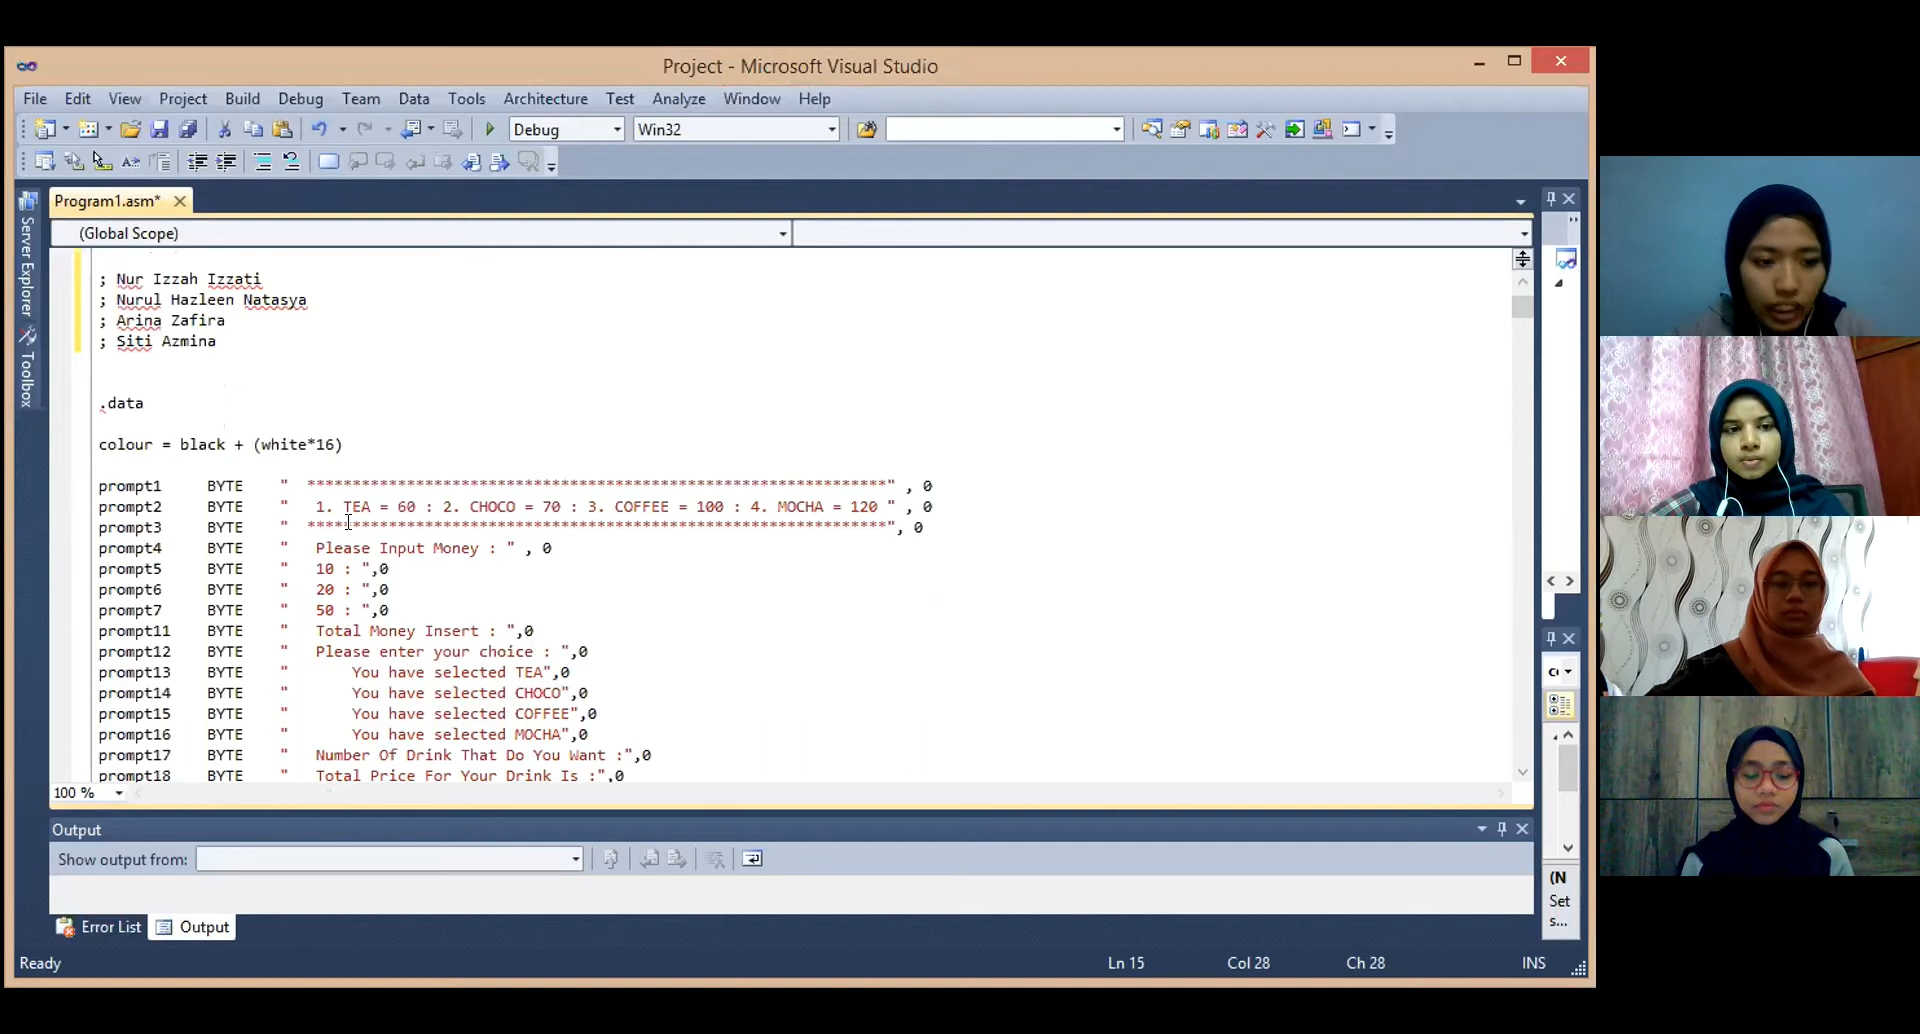 Project - Microsoft Visual Studio
File Edit View Project Build Debug Team Data Tools Architecture Test Analyze Window Help
Debug Win32
Program1.asm*
(Global Scope)
Server Explorer
Toolbox
; Nur Izzah Izzati
; Nurul Hazleen Natasya
; Arina Zafira
; Siti Azmina
.data
colour = black + (white*16)
prompt1 BYTE " ****************************************************************" , 0
prompt2 BYTE " 1. TEA = 60 : 2. CHOCO = 70 : 3. COFFEE = 100 : 4. MOCHA = 120 " , 0
prompt3 BYTE " ****************************************************************", 0
prompt4 BYTE " Please Input Money : " , 0
prompt5 BYTE " 10 : ",0
prompt6 BYTE " 20 : ",0
prompt7 BYTE " 50 : ",0
prompt11 BYTE " Total Money Insert : ",0
prompt12 BYTE " Please enter your choice : ",0
prompt13 BYTE " You have selected TEA",0
prompt14 BYTE " You have selected CHOCO",0
prompt15 BYTE " You have selected COFFEE",0
prompt16 BYTE " You have selected MOCHA",0
prompt17 BYTE " Number Of Drink That Do You Want :",0
prompt18 BYTE " Total Price For Your Drink Is :",0
100 %
Output
Show output from:
(N
Set
s...
Error List Output
Ready Ln 15 Col 28 Ch 28 INS